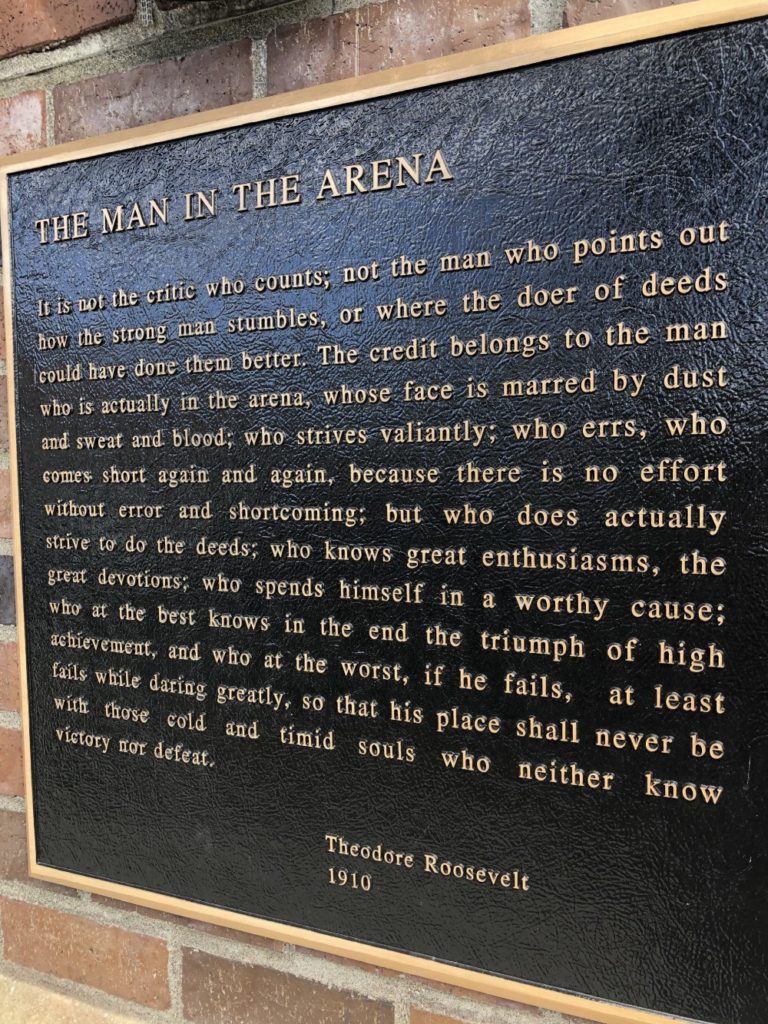 THE MAN IN THE ARENA
It is not the critic who counts; not the man who points out
how the strong man stumbles, or where the doer of deeds
could have done them better. The credit belongs to the man
who is actually in the arena, whose face is marred by dust
and sweat and blood; who strives valiantly; who errs, who
comes short again and again, because there is no effort
without error and shortcoming; but who does actually
strive to do the deeds; who knows great enthusiasms, the
great devotions; who spends himself in a worthy cause;
who at the best knows in the end the triumph of high
achievement, and who at the worst, if he fails, at least
fails while daring greatly, so that his place shall never be
with those cold and timid souls who neither know
victory nor defeat.
Theodore Roosevelt
1910